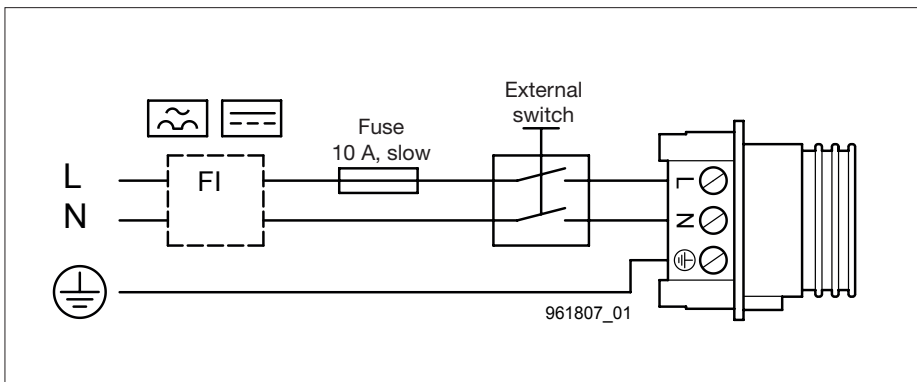 External
switch
Fuse
10 A, slow
L
FI
L
N
N
961807_01